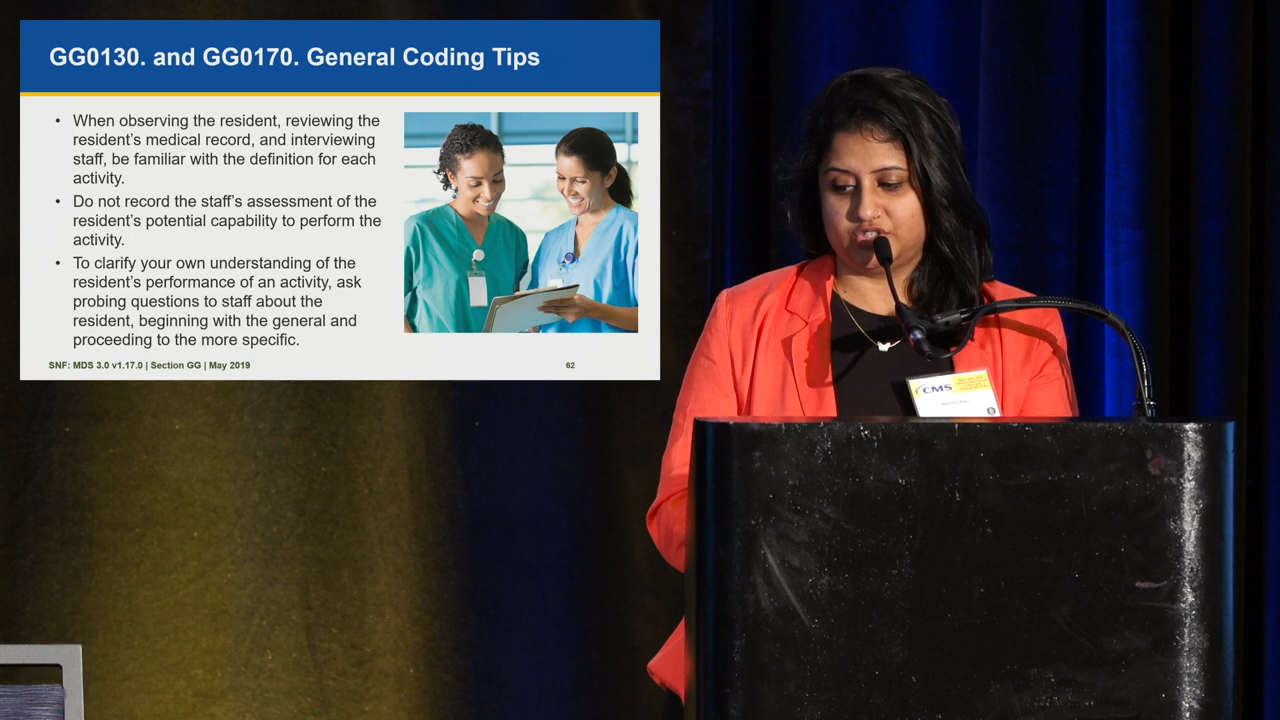 GG0130. and GG0170. General Coding Tips
• When observing the resident, reviewing the
resident’s medical record, and interviewing
staff, be familiar with the definition for each
activity.
• Do not record the staff’s assessment of the
resident’s potential capability to perform the
activity.
• To clarify your own understanding of the
resident’s performance of an activity, ask
probing questions to staff about the
resident, beginning with the general and
proceeding to the more specific.
SNF: MDS 3.0 v1.17.0 | Section GG | May 2019
62
CMS